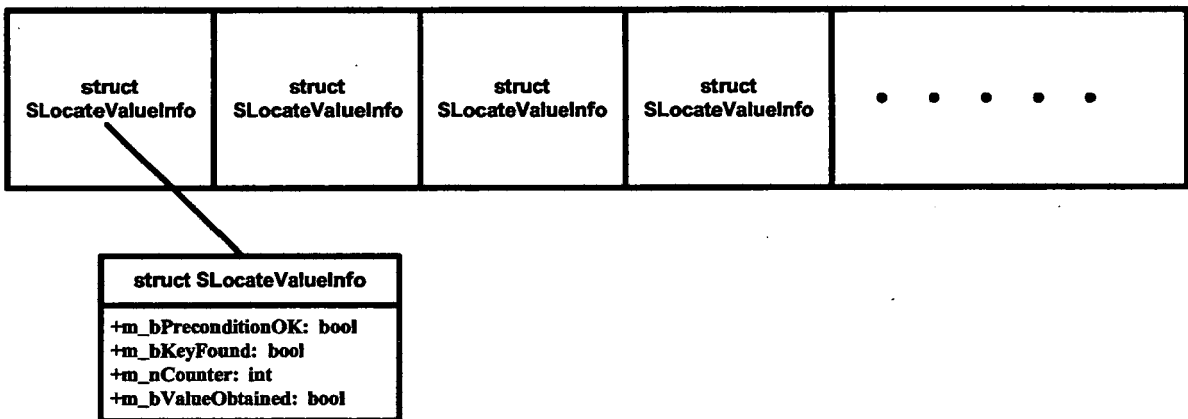 struct
SLocateValueInfo
struct
SLocateValueInfo
struct
SLocateValueInfo
struct
SLocateValueInfo
struct SLocateValueInfo
+m_bPreconditionOK: bool
+m_bKeyFound: bool
+m_nCounter: int
+m_bValueObtained: bool